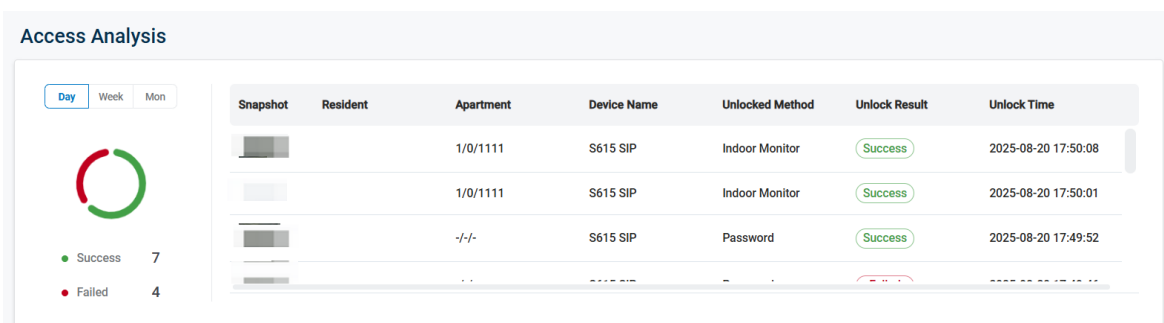 Access Analysis
Day Week Mon
Snapshot Resident Apartment Device Name Unlocked Method Unlock Result Unlock Time
1/0/1111 S615 SIP Indoor Monitor Success 2025-08-20 17:50:08
1/0/1111 S615 SIP Indoor Monitor Success 2025-08-20 17:50:01
-/-/- S615 SIP Password Success 2025-08-20 17:49:52
Success 7
Failed 4